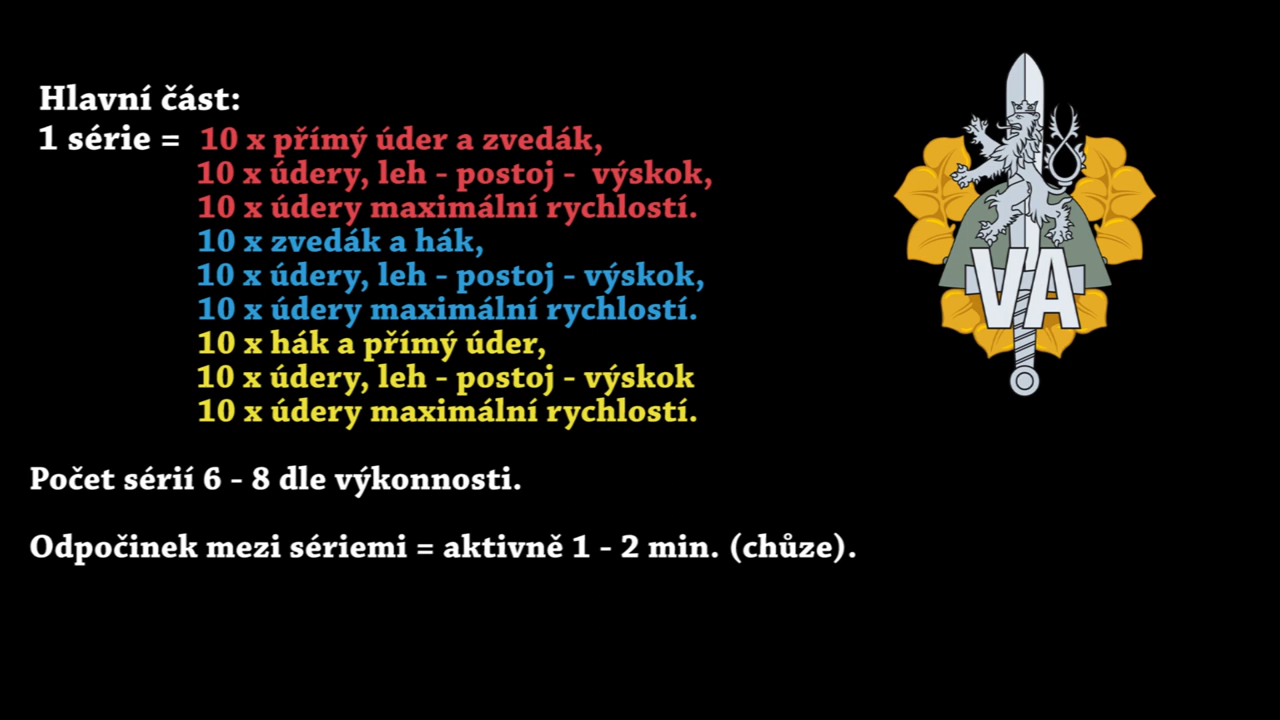 Hlavní část:
1 série = 10 x přímý úder a zvedák,
10 x údery, leh - postoj - výskok,
10 x údery maximální rychlostí.
10 x zvedák a hák,
10 x údery, leh - postoj - výskok,
10 x údery maximální rychlostí.
10 x hák a přímý úder,
10 x údery, leh - postoj - výskok
10 x údery maximální rychlostí.
Počet sérií 6 - 8 dle výkonnosti.
Odpočinek mezi sériemi = aktivně 1 - 2 min. (chůze).
VA